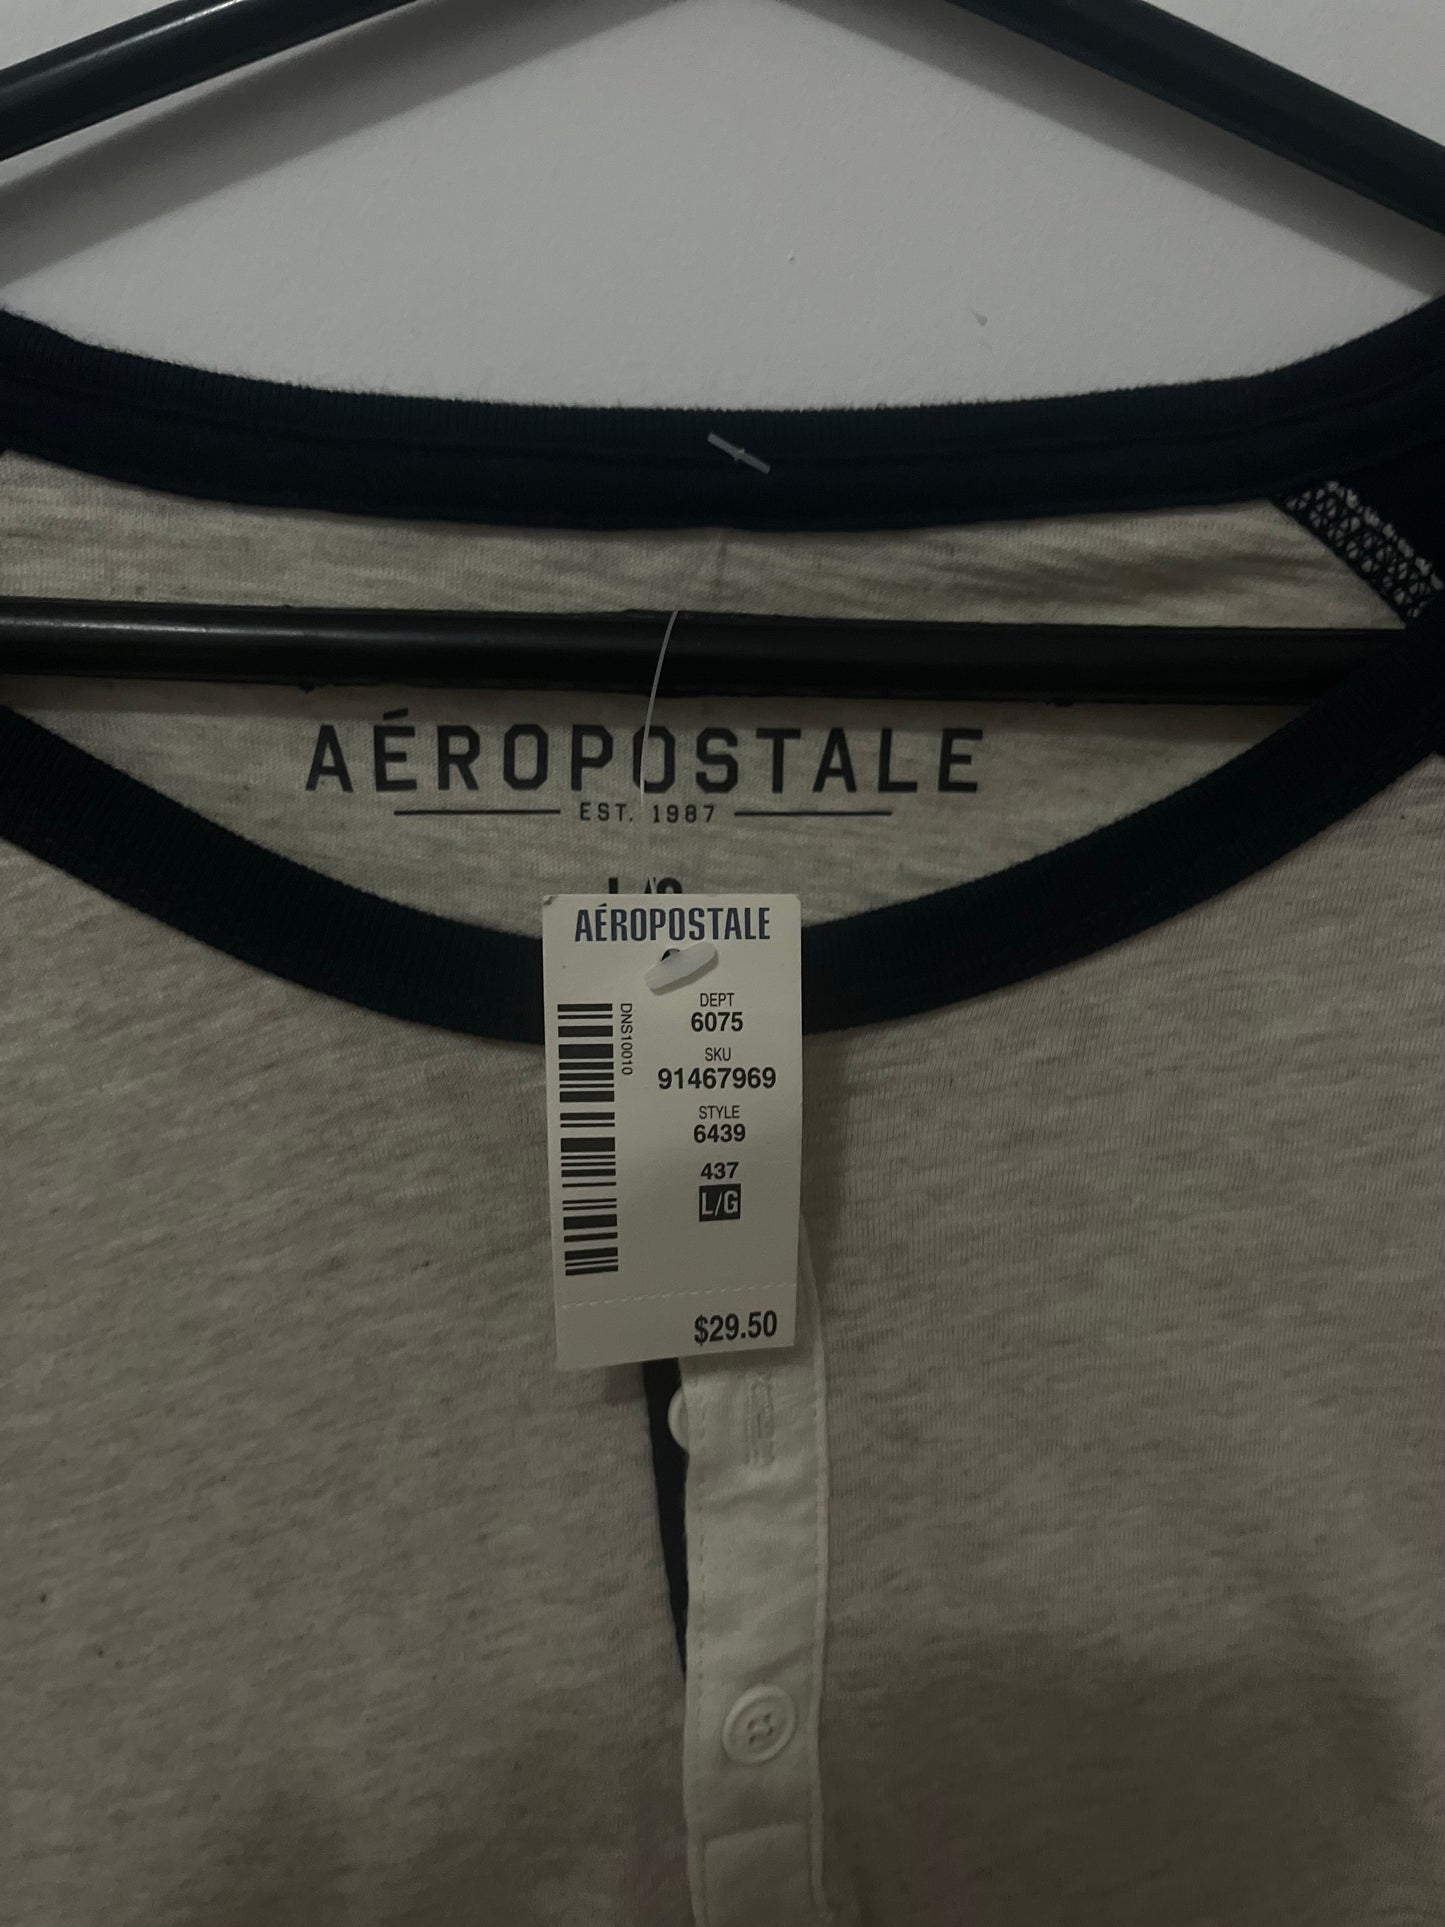 AÉROPOSTALE
EST. 1987
AÉROPOSTALE
DNS10010
DEPT
6075
SKU
91467969
STYLE
6439
437
L/G
$29.50